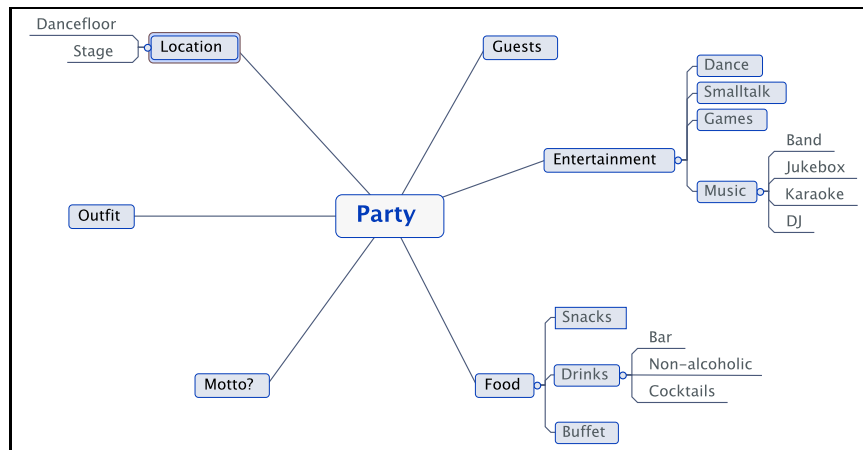 Dancefloor
Stage
Location
Guests
Dance
Smalltalk
Games
Entertainment
Music
Band
Jukebox
Karaoke
DJ
Outfit
Party
Motto?
Food
Snacks
Drinks
Bar
Non-alcoholic
Cocktails
Buffet